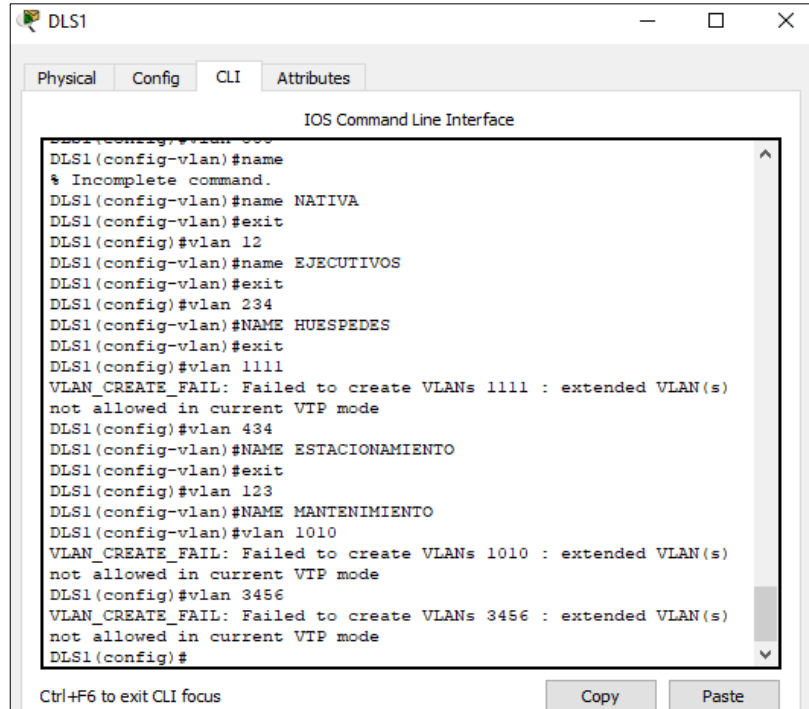 DLS1
Physical Config CLI Attributes
IOS Command Line Interface
DLS1(config-vlan)#name
% Incomplete command.
DLS1(config-vlan)#name NATIVA
DLS1(config-vlan)#exit
DLS1(config)#vlan 12
DLS1(config-vlan)#name EJECUTIVOS
DLS1(config-vlan)#exit
DLS1(config)#vlan 234
DLS1(config-vlan)#NAME HUESPEDES
DLS1(config-vlan)#exit
DLS1(config)#vlan 1111
VLAN_CREATE_FAIL: Failed to create VLANs 1111 : extended VLAN(s)
not allowed in current VTP mode
DLS1(config)#vlan 434
DLS1(config-vlan)#NAME ESTACIONAMIENTO
DLS1(config-vlan)#exit
DLS1(config)#vlan 123
DLS1(config-vlan)#NAME MANTENIMIENTO
DLS1(config-vlan)#vlan 1010
VLAN_CREATE_FAIL: Failed to create VLANs 1010 : extended VLAN(s)
not allowed in current VTP mode
DLS1(config)#vlan 3456
VLAN_CREATE_FAIL: Failed to create VLANs 3456 : extended VLAN(s)
not allowed in current VTP mode
DLS1(config)#
Ctrl+F6 to exit CLI focus
Copy Paste